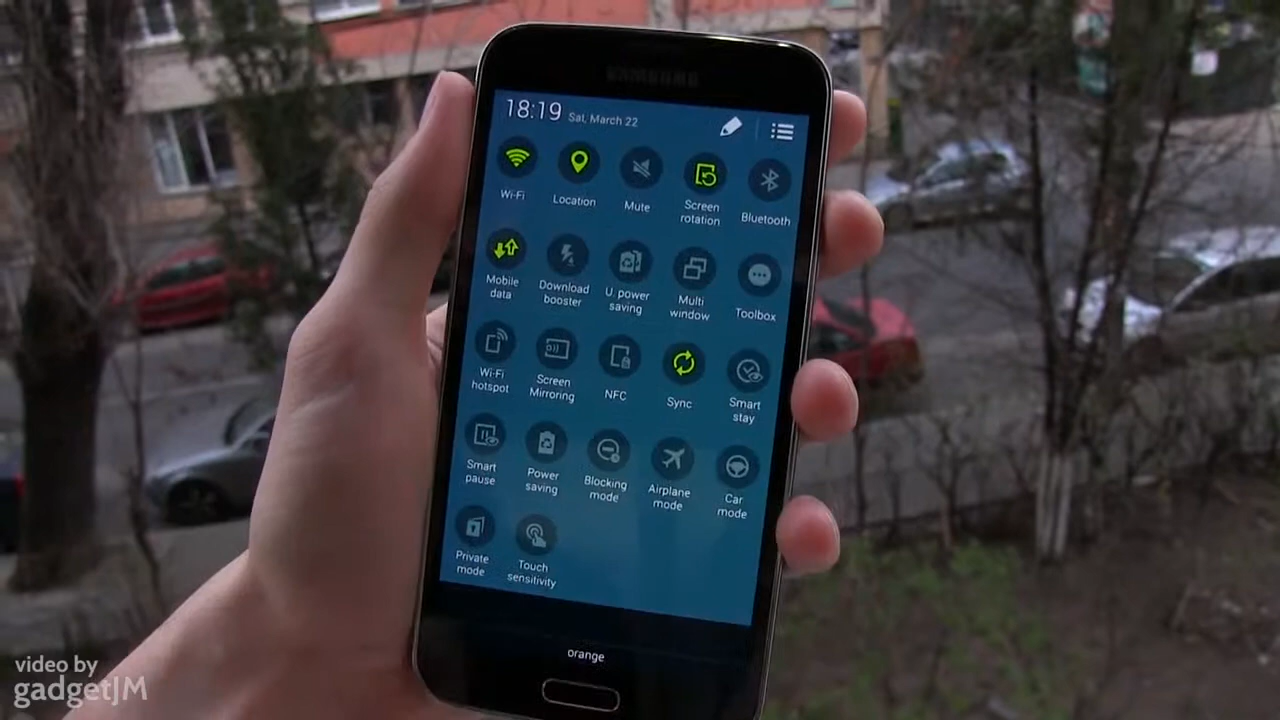 SAMSUNG
18:19 Sat, March 22
Wi-Fi
Location
Mute
Screen
rotation
Bluetooth
Mobile
data
Download
booster
U. power
saving
Multi
window
Toolbox
Wi-Fi
hotspot
Screen
Mirroring
NFC
Sync
Smart
stay
Smart
pause
Power
saving
Blocking
mode
Airplane
mode
Car
mode
Private
mode
Touch
sensitivity
orange
video by
gadgetJM